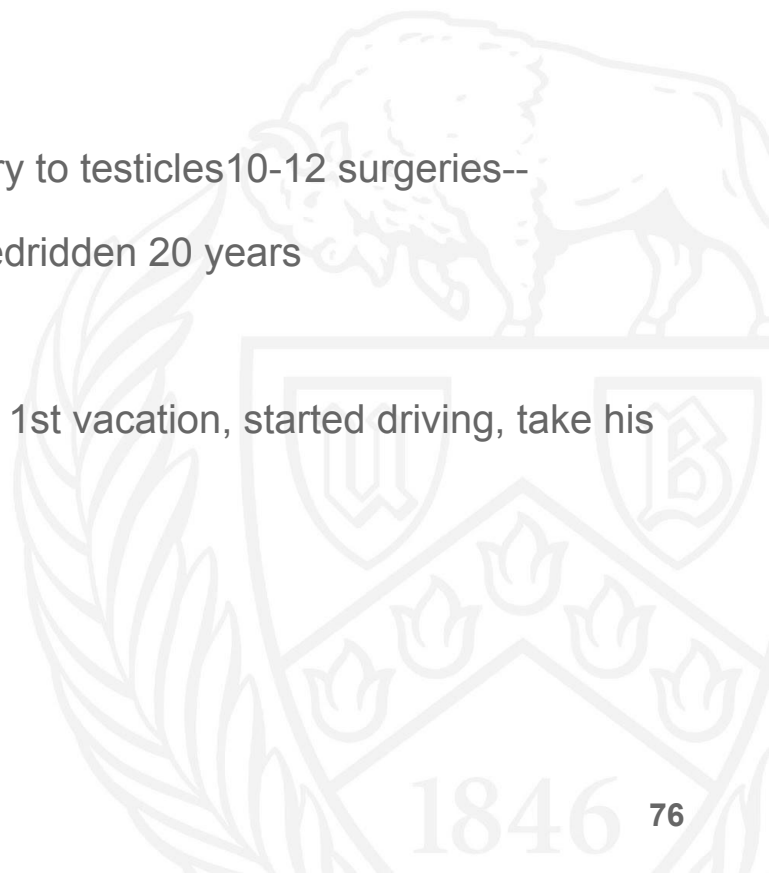 ry to testicles10-12 surgeries--
edridden 20 years
1st vacation, started driving, take his
U B
1846
76